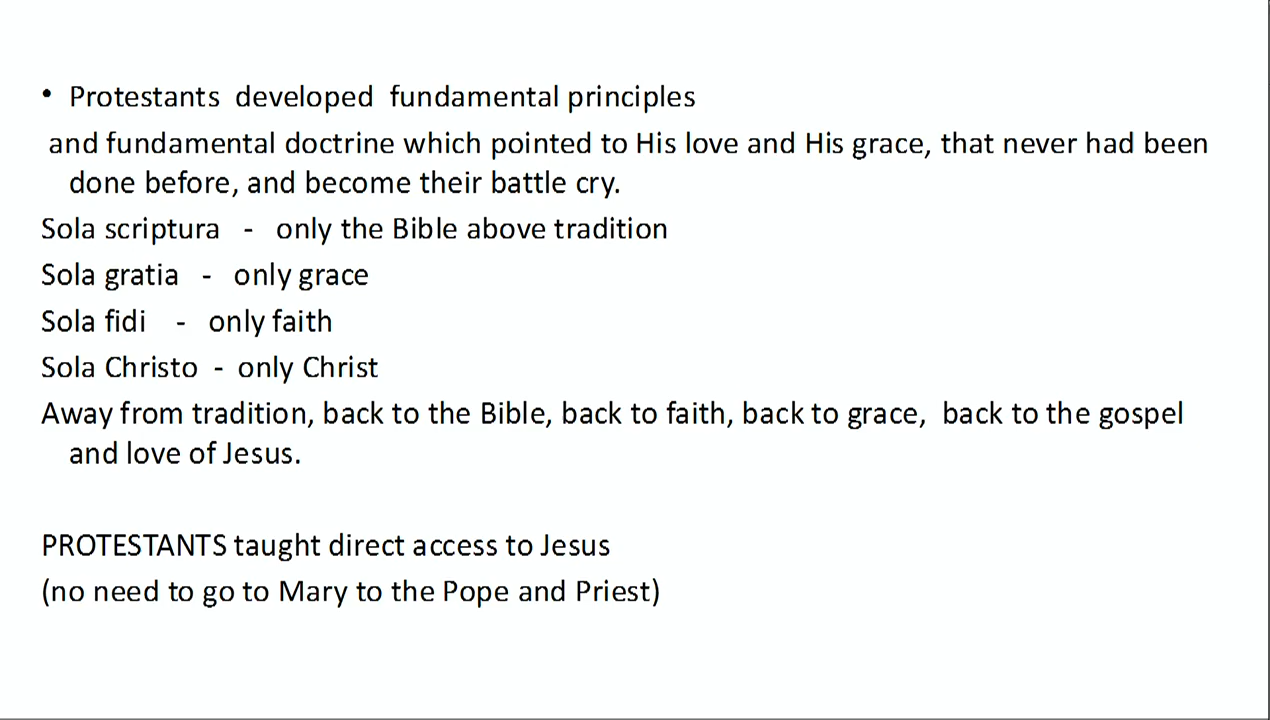 • Protestants developed fundamental principles
and fundamental doctrine which pointed to His love and His grace, that never had been
done before, and become their battle cry.
Sola scriptura - only the Bible above tradition
Sola gratia - only grace
Sola fidi - only faith
Sola Christo - only Christ
Away from tradition, back to the Bible, back to faith, back to grace, back to the gospel
and love of Jesus.
PROTESTANTS taught direct access to Jesus
(no need to go to Mary to the Pope and Priest)